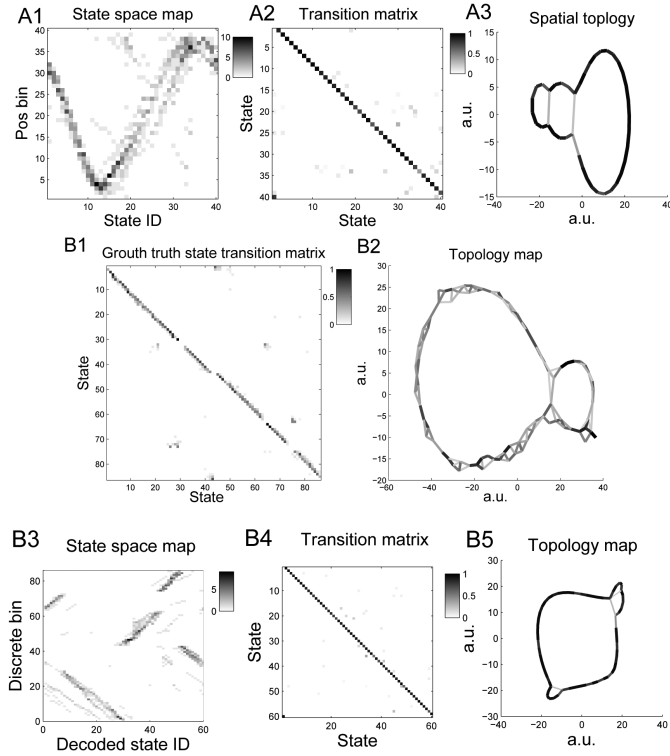 A1 State space map
Pos bin
40
35
30
25
20
15
10
5
10 20 30 40
State ID
10
5
0
A2 Transition matrix
State
5
10
15
20
25
30
35
40
10 20 30 40
State
1
0.5
0
A3 Spatial toplogy
a.u.
15
10
5
0
−5
−10
−15
−40 −20 0 20 40
a.u.
B1 Grouth truth state transition matrix
State
10
20
30
40
50
60
70
80
10 20 30 40 50 60 70 80
State
1
0.5
0
B2 Topology map
a.u.
30
25
20
15
10
5
0
−5
−10
−15
−20
−60 −40 −20 0 20 40
a.u.
B3 State space map
Discrete bin
80
60
40
20
0
0 20 40 60
Decoded state ID
5
0
B4 Transition matrix
State
10
20
30
40
50
60
20 40 60
State
1
0.5
0
B5 Topology map
a.u.
30
20
10
0
−10
−20
−30
−40 −20 0 20 40
a.u.